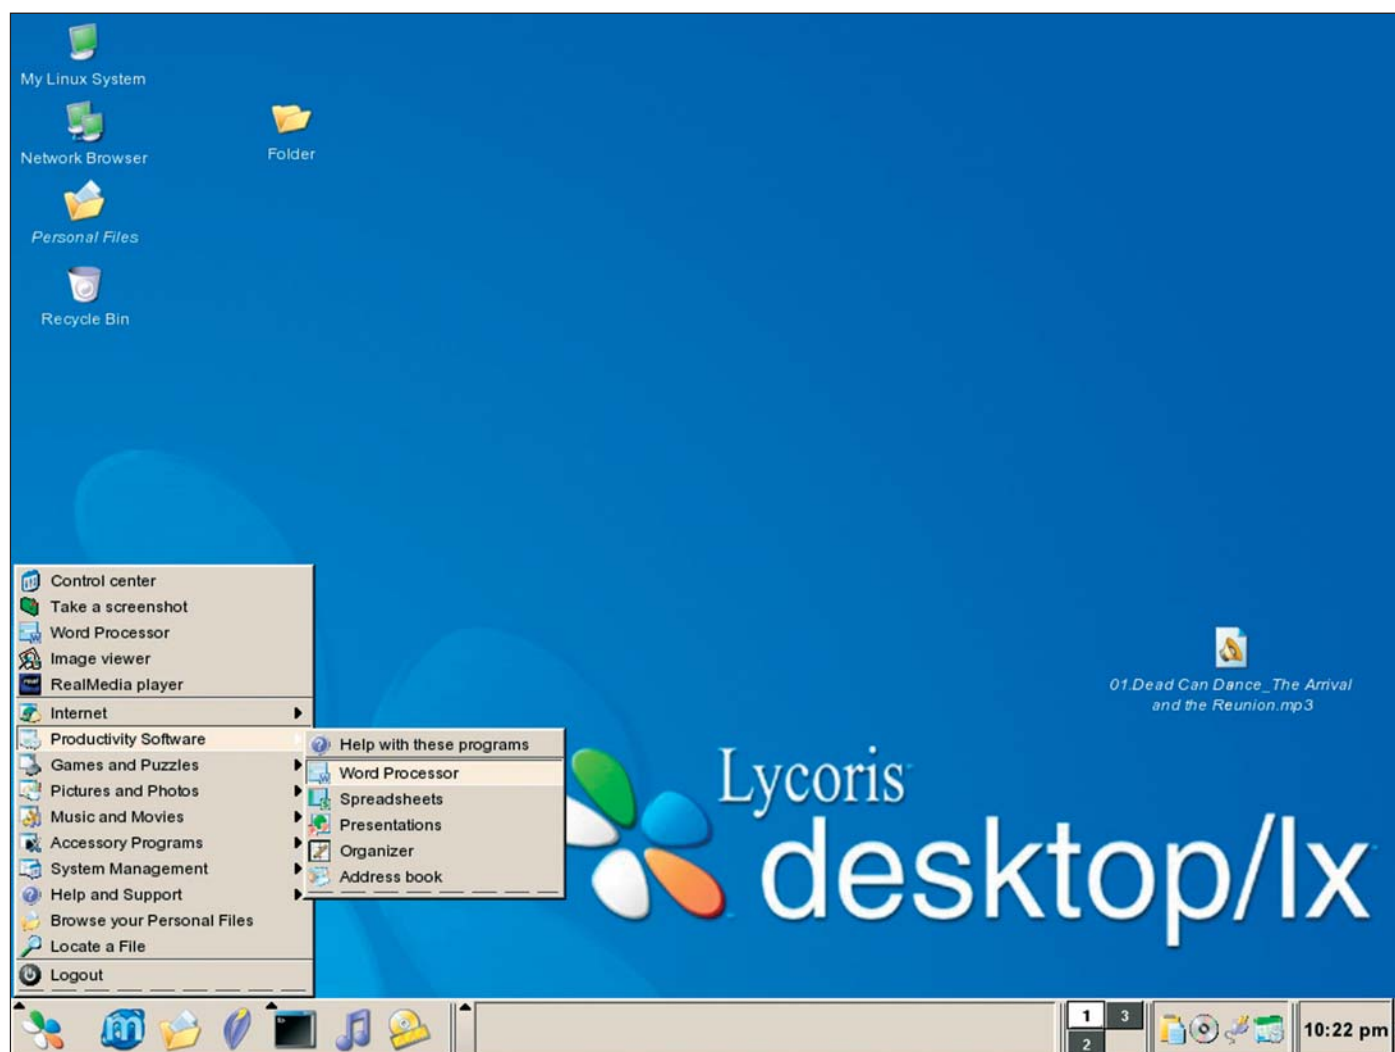 My Linux System
Network Browser
Folder
Personal Files
Recycle Bin
01.Dead Can Dance_The Arrival
and the Reunion.mp3
Lycoris
desktop/lx
Control center
Take a screenshot
Word Processor
Image viewer
RealMedia player
Internet
Productivity Software
Games and Puzzles
Pictures and Photos
Music and Movies
Accessory Programs
System Management
Help and Support
Browse your Personal Files
Locate a File
Logout
Help with these programs
Word Processor
Spreadsheets
Presentations
Organizer
Address book
1 3
2
10:22 pm